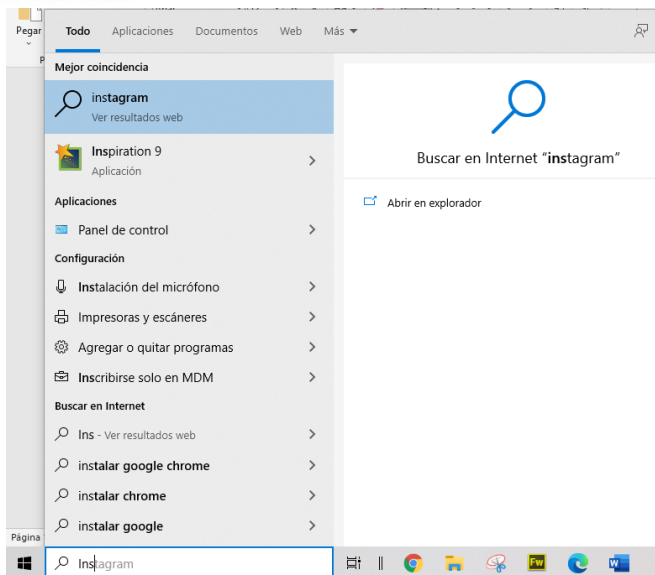 Pegar
Todo Aplicaciones Documentos Web Más
P
Mejor coincidencia
instagram
Ver resultados web
Inspiration 9
Aplicación
Aplicaciones
Panel de control
Configuración
Instalación del micrófono
Impresoras y escáneres
Agregar o quitar programas
Inscribirse solo en MDM
Buscar en Internet
Ins - Ver resultados web
instalar google chrome
instalar chrome
instalar google
Buscar en Internet “instagram”
Abrir en explorador
Página
Instagram
Fw
W